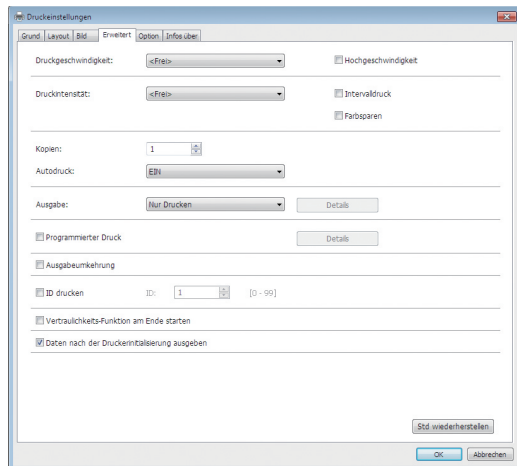 Druckeinstellungen
Grund Layout Bild Erweitert Option Infos über
Druckgeschwindigkeit: <Frei> Hochgeschwindigkeit
Druckintensität: <Frei> Intervalldruck
Farbsparen
Kopien: 1
Autodruck: EIN
Ausgabe: Nur Drucken Details
Programmierter Druck Details
Ausgabeumkehrung
ID drucken ID: 1 [0 - 99]
Vertraulichkeits-Funktion am Ende starten
Daten nach der Druckerinitialisierung ausgeben
Std wiederherstellen
OK Abbrechen